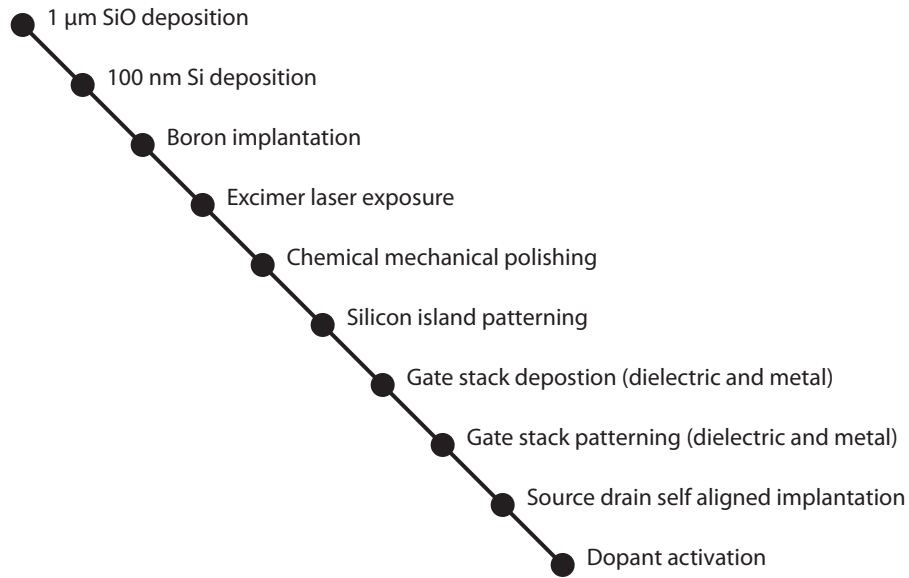 1 µm SiO deposition
100 nm Si deposition
Boron implantation
Excimer laser exposure
Chemical mechanical polishing
Silicon island patterning
Gate stack depostion (dielectric and metal)
Gate stack patterning (dielectric and metal)
Source drain self aligned implantation
Dopant activation